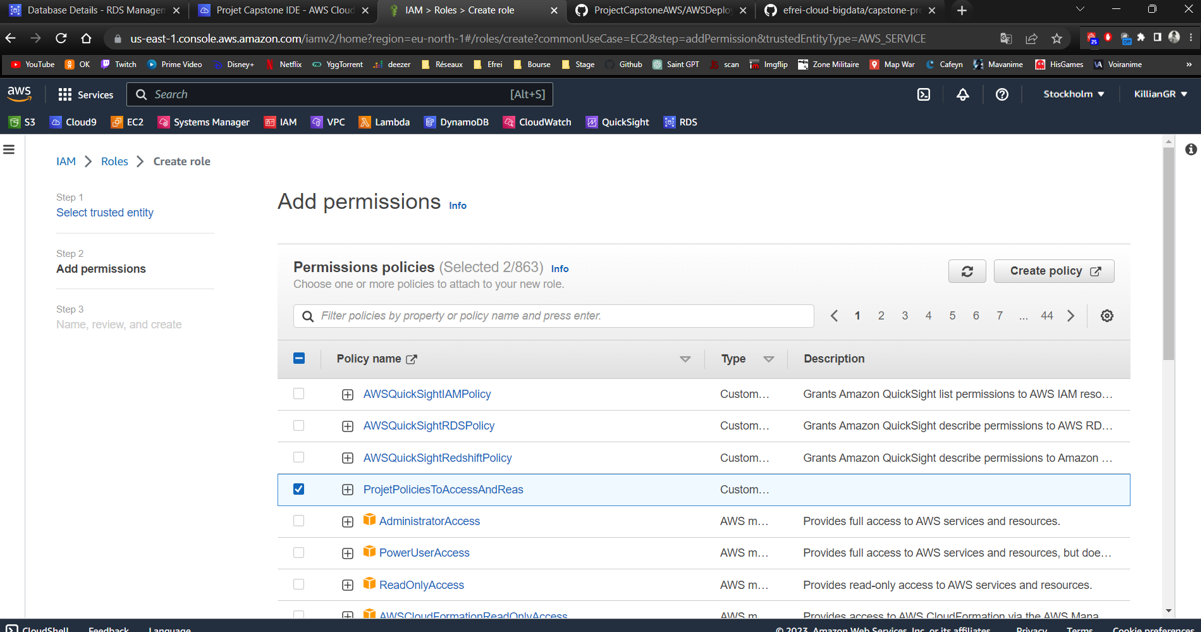 Database Details - RDS Managem
Projet Capstone IDE - AWS Cloud
IAM > Roles > Create role
ProjectCapstoneAWS/AWSDeploy
efrei-cloud-bigdata/capstone-pr
us-east-1.console.aws.amazon.com/iamv2/home?region=eu-north-1#/roles/create?commonUseCase=EC2&step=addPermission&trustedEntityType=AWS_SERVICE
YouTube OK Twitch Prime Video Disney+ Netflix YggTorrent deezer Réseaux Efrei Bourse Stage Github Saint GPT scan Imgflip Zone Militaire Map War Cafeyn Mavanime HisGames Voiranime »
aws Services Search [Alt+S] Stockholm KillianGR
S3 Cloud9 EC2 Systems Manager IAM VPC Lambda DynamoDB CloudWatch QuickSight RDS
IAM > Roles > Create role
Step 1
Select trusted entity
Step 2
Add permissions
Step 3
Name, review, and create
Add permissions Info
Permissions policies (Selected 2/863) Info
Choose one or more policies to attach to your new role.
Create policy
Filter policies by property or policy name and press enter.
1 2 3 4 5 6 7 ... 44
Policy name Type Description
AWSQuickSightIAMPolicy Custom… Grants Amazon QuickSight list permissions to AWS IAM reso…
AWSQuickSightRDSPolicy Custom… Grants Amazon QuickSight describe permissions to AWS RD…
AWSQuickSightRedshiftPolicy Custom… Grants Amazon QuickSight describe permissions to Amazon …
ProjetPoliciesToAccessAndReas Custom…
AdministratorAccess AWS m… Provides full access to AWS services and resources.
PowerUserAccess AWS m… Provides full access to AWS services and resources, but doe…
ReadOnlyAccess AWS m… Provides read-only access to AWS services and resources.
AWSCloudFormationReadOnlyAccess AWS m… Provides access to AWS CloudFormation via the AWS Mana
CloudShell Feedback Language © 2023, Amazon Web Services, Inc. or its affiliates. Privacy Terms Cookie preferences